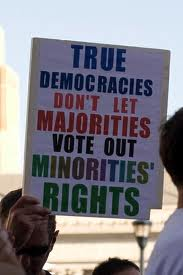 TRUE
DEMOCRACIES
DON'T LET
MAJORITIES
VOTE OUT
MINORITIES'
RIGHTS